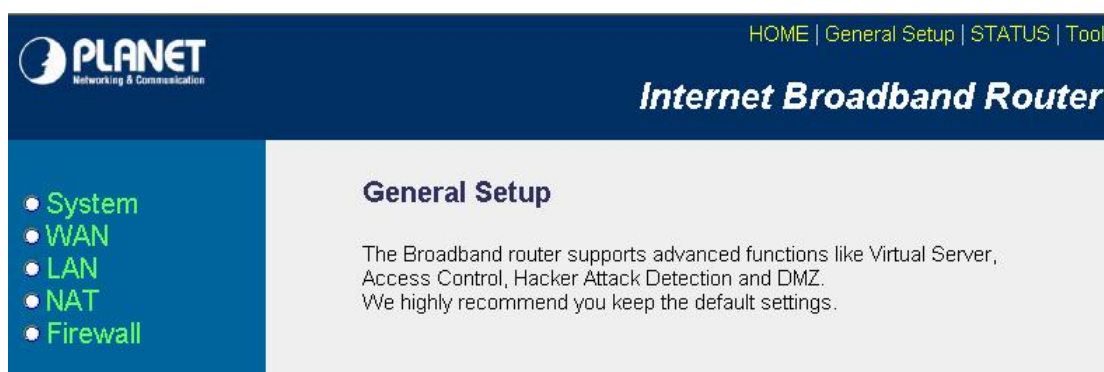 PLANET
Networking & Communication
HOME | General Setup | STATUS | Tool
Internet Broadband Router
System
WAN
LAN
NAT
Firewall
General Setup
The Broadband router supports advanced functions like Virtual Server,
Access Control, Hacker Attack Detection and DMZ.
We highly recommend you keep the default settings.